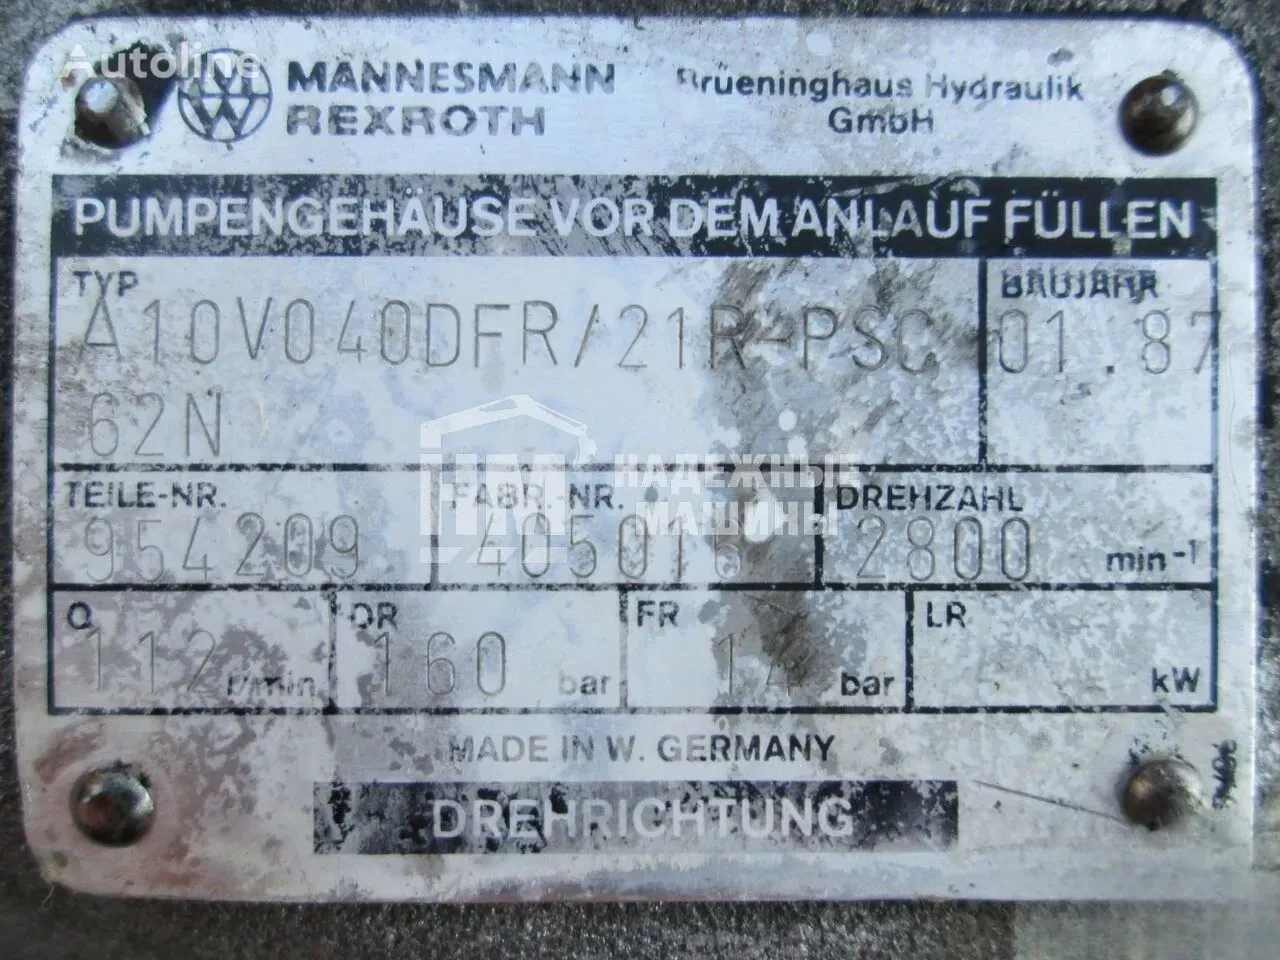 Autoline
MANNESMANN
REXROTH
Brüeninghaus Hydraulik
GmbH
PUMPENGEHÄUSE VOR DEM ANLAUF FÜLLEN
TYP
A10V040DFR/21R-PSC
62N
BAUJAHR
01.87
TEILE-NR.
954209
FABR.-NR.
405016
DREHZAHL
2800 min-1
НАДЕЖНЫЕ
МАШИНЫ
Q
112 l/min
QR
160 bar
FR
14 bar
LR
kW
MADE IN W. GERMANY
DREHRICHTUNG